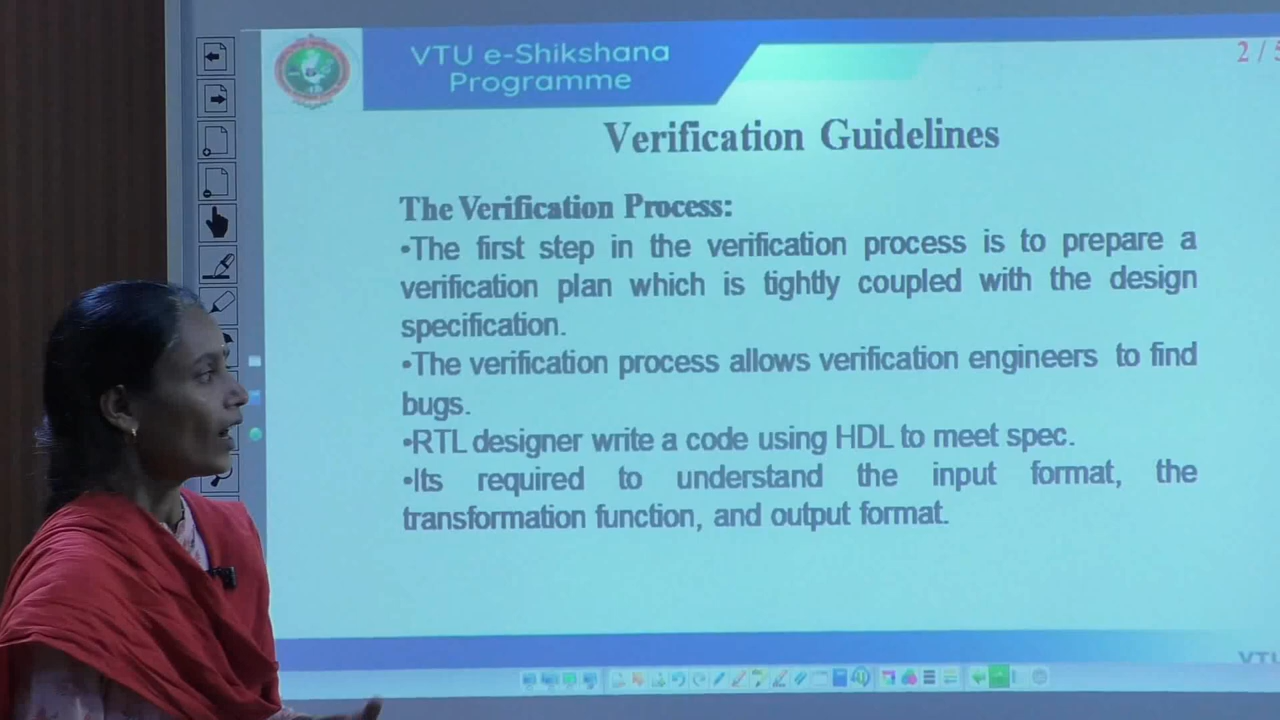 VTU e-Shikshana
Programme
2 / 5
Verification Guidelines
The Verification Process:
•The first step in the verification process is to prepare a
verification plan which is tightly coupled with the design
specification.
•The verification process allows verification engineers to find
bugs.
•RTL designer write a code using HDL to meet spec.
•Its required to understand the input format, the
transformation function, and output format.
VTU